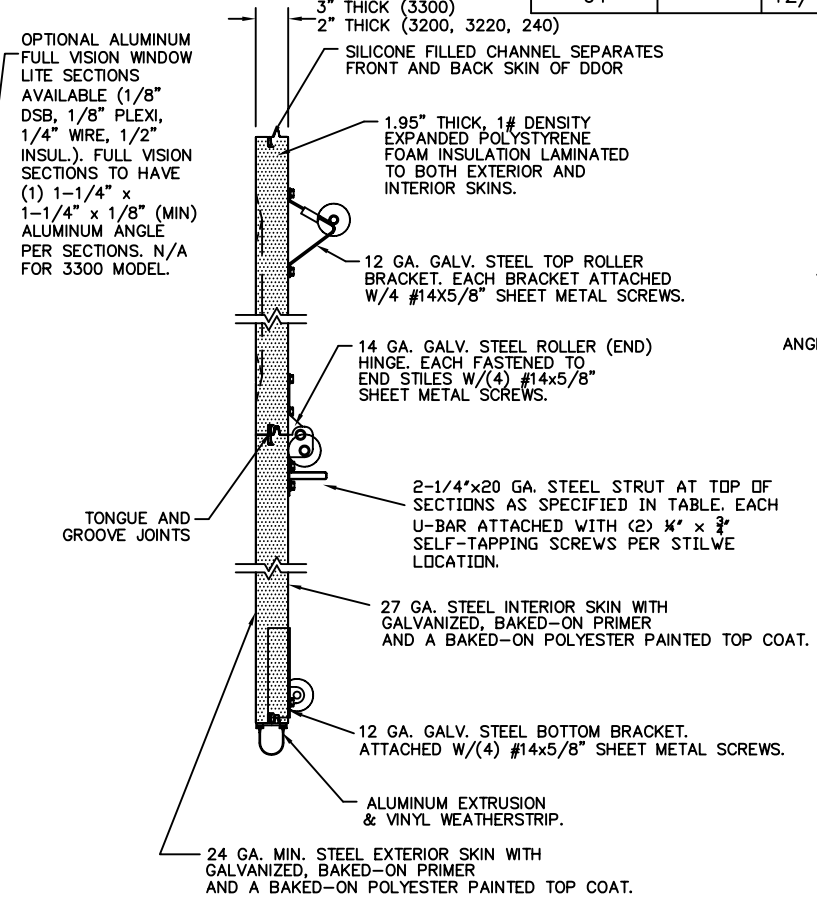 3" THICK (3300)
2" THICK (3200, 3220, 240)
OPTIONAL ALUMINUM
FULL VISION WINDOW
LITE SECTIONS
AVAILABLE (1/8"
DSB, 1/8" PLEXI,
1/4" WIRE, 1/2"
INSUL.). FULL VISION
SECTIONS TO HAVE
(1) 1-1/4" x
1-1/4" x 1/8" (MIN)
ALUMINUM ANGLE
PER SECTIONS. N/A
FOR 3300 MODEL.
SILICONE FILLED CHANNEL SEPARATES
FRONT AND BACK SKIN OF DDOR
1.95" THICK, 1# DENSITY
EXPANDED POLYSTYRENE
FOAM INSULATION LAMINATED
TO BOTH EXTERIOR AND
INTERIOR SKINS.
12 GA. GALV. STEEL TOP ROLLER
BRACKET. EACH BRACKET ATTACHED
W/4 #14X5/8" SHEET METAL SCREWS.
14 GA. GALV. STEEL ROLLER (END)
HINGE. EACH FASTENED TO
END STILES W/(4) #14x5/8"
SHEET METAL SCREWS.
TONGUE AND
GROOVE JOINTS
2-1/4"x20 GA. STEEL STRUT AT TOP OF
SECTIONS AS SPECIFIED IN TABLE. EACH
U-BAR ATTACHED WITH (2) ¼" x ¾"
SELF-TAPPING SCREWS PER STILWE
LOCATION.
27 GA. STEEL INTERIOR SKIN WITH
GALVANIZED, BAKED-ON PRIMER
AND A BAKED-ON POLYESTER PAINTED TOP COAT.
12 GA. GALV. STEEL BOTTOM BRACKET.
ATTACHED W/(4) #14x5/8" SHEET METAL SCREWS.
ALUMINUM EXTRUSION
& VINYL WEATHERSTRIP.
24 GA. MIN. STEEL EXTERIOR SKIN WITH
GALVANIZED, BAKED-ON PRIMER
AND A BAKED-ON POLYESTER PAINTED TOP COAT.